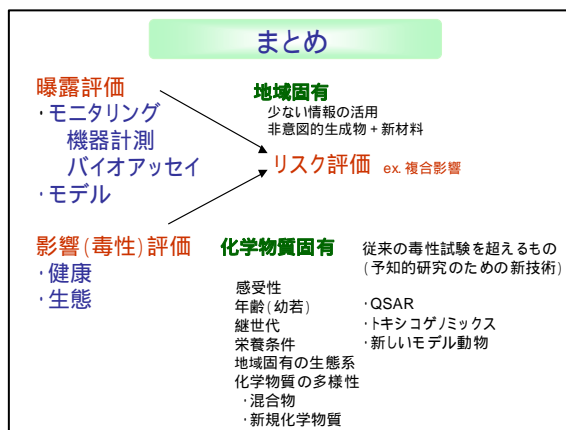 まとめ
曝露評価
・モニタリング
機器計測
バイオアッセイ
・モデル
地域固有
少ない情報の活用
非意図的生成物+新材料
リスク評価 ex. 複合影響
影響(毒性)評価
・健康
・生態
化学物質固有
感受性
年齢(幼若)
継世代
栄養条件
地域固有の生態系
化学物質の多様性
・混合物
・新規化学物質
従来の毒性試験を超えるもの
(予知的研究のための新技術)
・QSAR
・トキシコゲノミックス
・新しいモデル動物